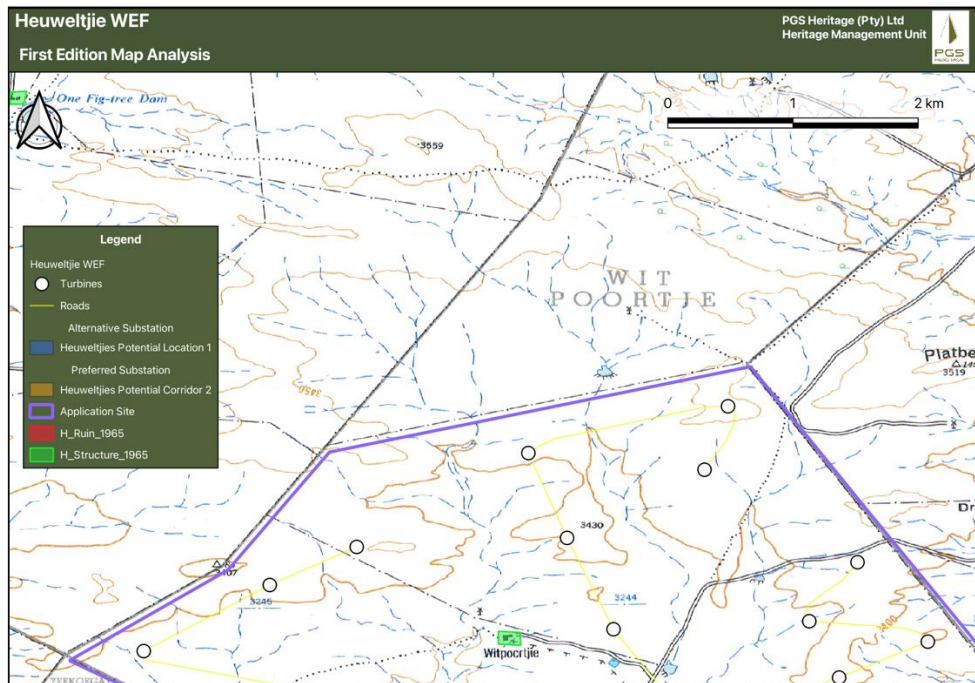 Heuweltjie WEF
First Edition Map Analysis
PGS Heritage (Pty) Ltd
Heritage Management Unit
PGS
One Fig-tree Dam
0 1 2 km
3559
Legend
Heuweltjie WEF
Turbines
Roads
Alternative Substation
Heuweltjies Potential Location 1
Preferred Substation
Heuweltjies Potential Corridor 2
Application Site
H_Ruin_1965
H_Structure_1965
WIT
POORTJE
3450
Platbe
3519
3430
Dr
3245
3244
Witpoortjie